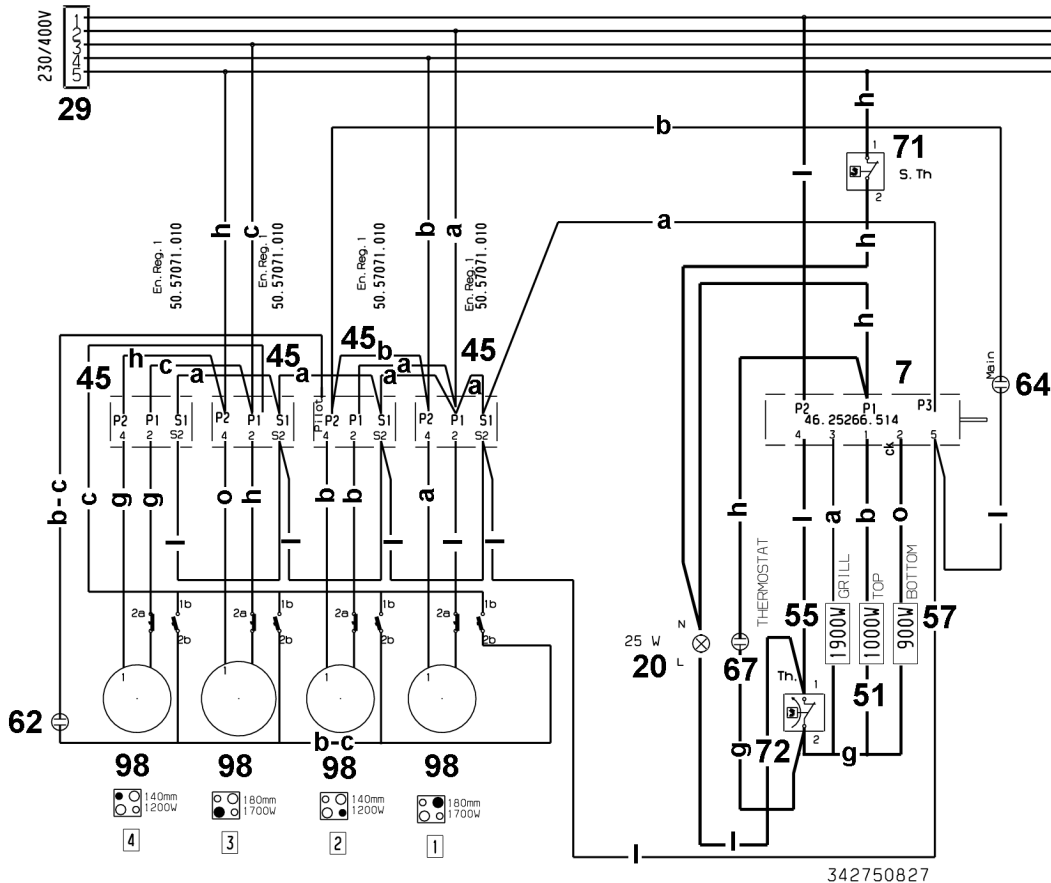 230/400V
1
2
3
4
5
29
h
c
b
a
l
h
b
71
1
S. Th
2
a
h
En. Reg. 1
50. 57071.010
En. Reg. 1
50. 57071.010
En. Reg. 1
50. 57071.010
En. Reg. 1
50. 57071.010
45
h
c
a
45
a
45
b
a
a
a
45
h
7
Main
64
P2 P1 S1
4 2 S2
P2 P1 S1
4 2 S2
Pilot
P2 P1 S1
4 2 S2
P2 P1 S1
4 2 S2
P2 P1 P3
46. 25266. 514
4 3 1 2 5
ck
b-c
c
g
g
l
o
h
l
b
b
l
a
l
l
h
l
a
b
o
l
THERMOSTAT
GRILL
TOP
BOTTOM
55
1900W
1000W
900W
57
2a
1b
2b
2a
1b
2b
2a
1b
2b
2a
1b
2b
N
25 W
20
L
67
Th.
1
2
51
72
g
g
1
1
1
1
62
b-c
98
98
98
98
140mm
1200W
180mm
1700W
140mm
1200W
180mm
1700W
4
3
2
1
l
l
342750827